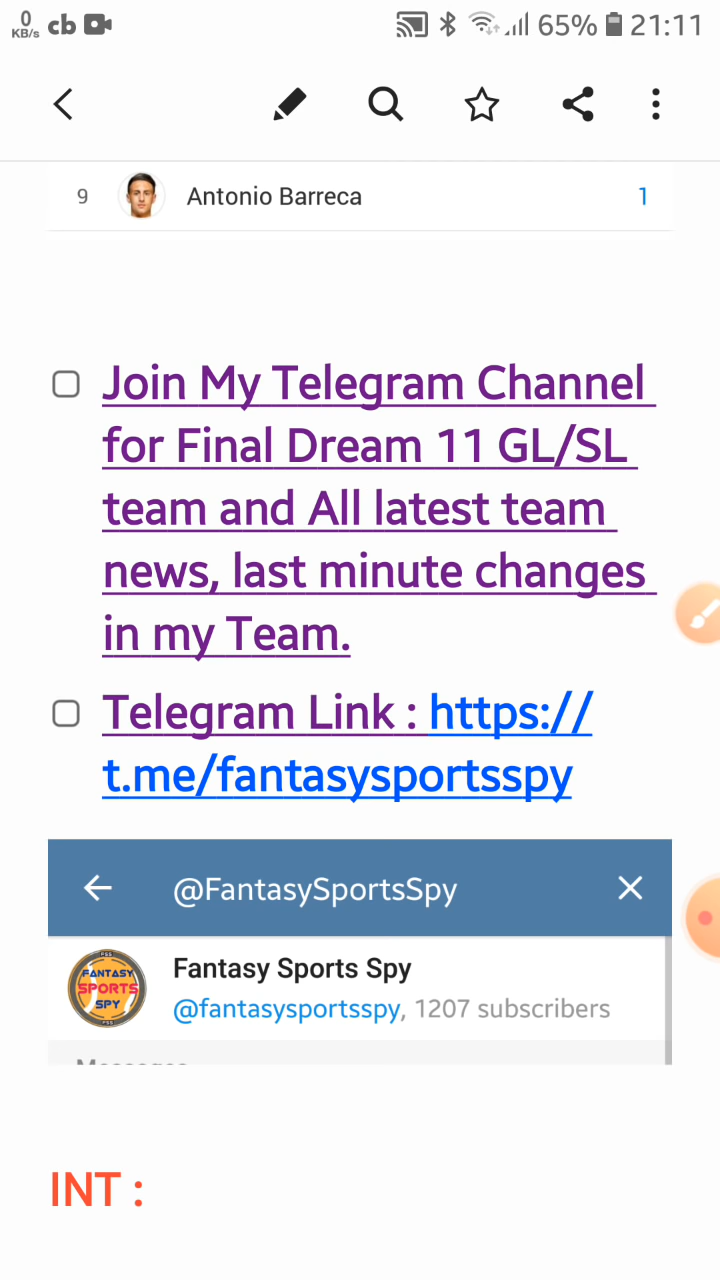 0
KB/s cb 65% 21:11
9 Antonio Barreca 1
Join My Telegram Channel
for Final Dream 11 GL/SL
team and All latest team
news, last minute changes
in my Team.
Telegram Link : https://
t.me/fantasysportsspy
@FantasySportsSpy
FSS
FANTASY
SPORTS
SPY
FSS
Fantasy Sports Spy
@fantasysportsspy, 1207 subscribers
INT :